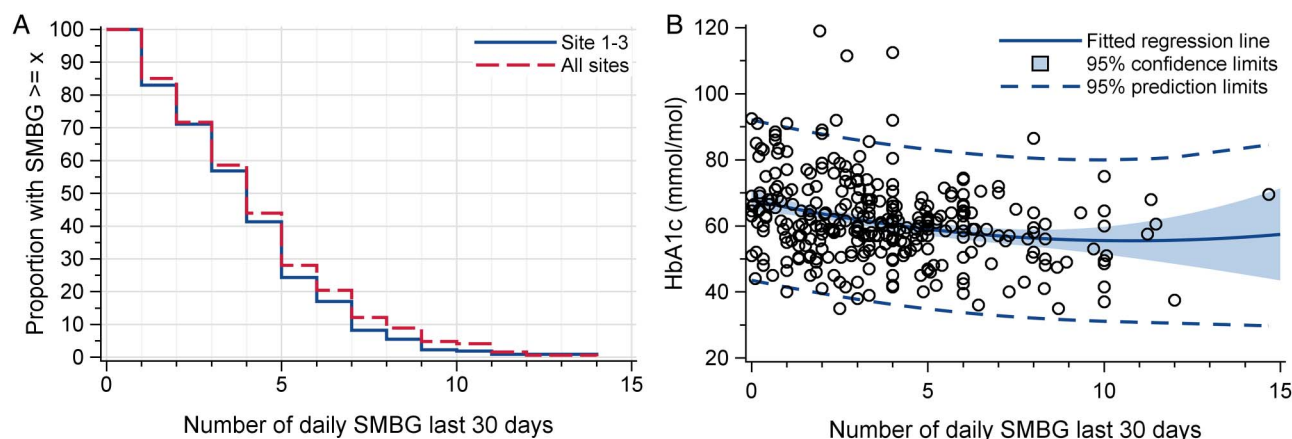 A
Proportion with SMBG >= x
100
90
80
70
60
50
40
30
20
10
0
Site 1-3
All sites
0
5
10
15
Number of daily SMBG last 30 days
B
HbA1c (mmol/mol)
120
100
80
60
40
20
Fitted regression line
95% confidence limits
95% prediction limits
0
5
10
15
Number of daily SMBG last 30 days